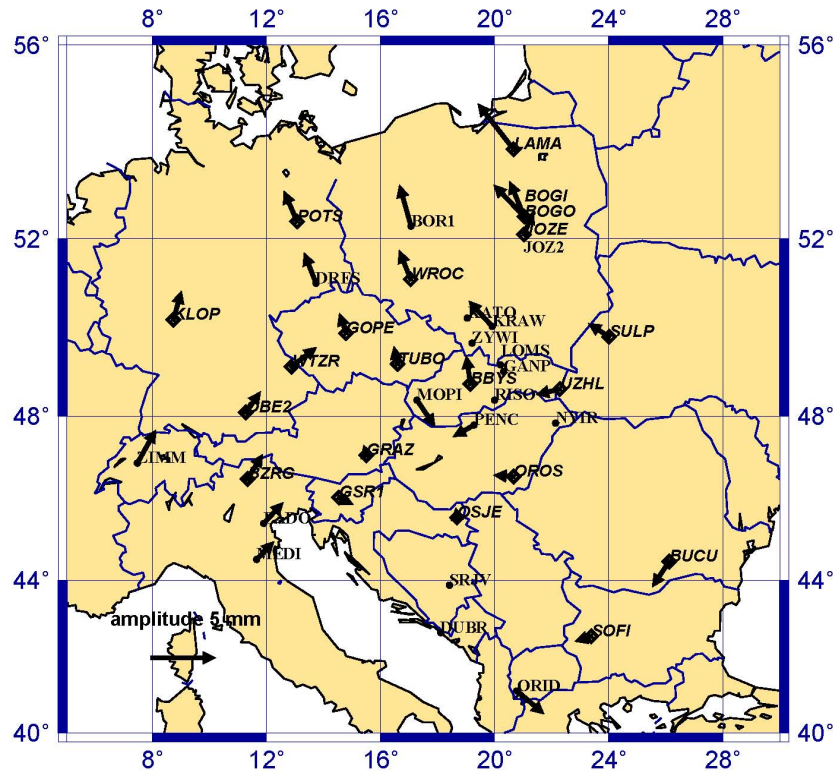 8° 12° 16° 20° 24° 28°
56° 56°
LAMA
BOGI
POTS BOR1 BOGO
JOZE
52° JOZ2 52°
DRES WROC
KLOP KATO KRAW
GOPE ZYWI SULP
WTZR TUBO LOMS
GANP
BBYS UZHL
OBE2 MOPI RISO
48° PENC NYIR 48°
ZIMM GRAZ
BZRG OROS
GSR1
PADO OSJE
MEDI BUCU
44° SRJV 44°
amplitude 5 mm DUBR SOFI
ORID
40° 40°
8° 12° 16° 20° 24° 28°